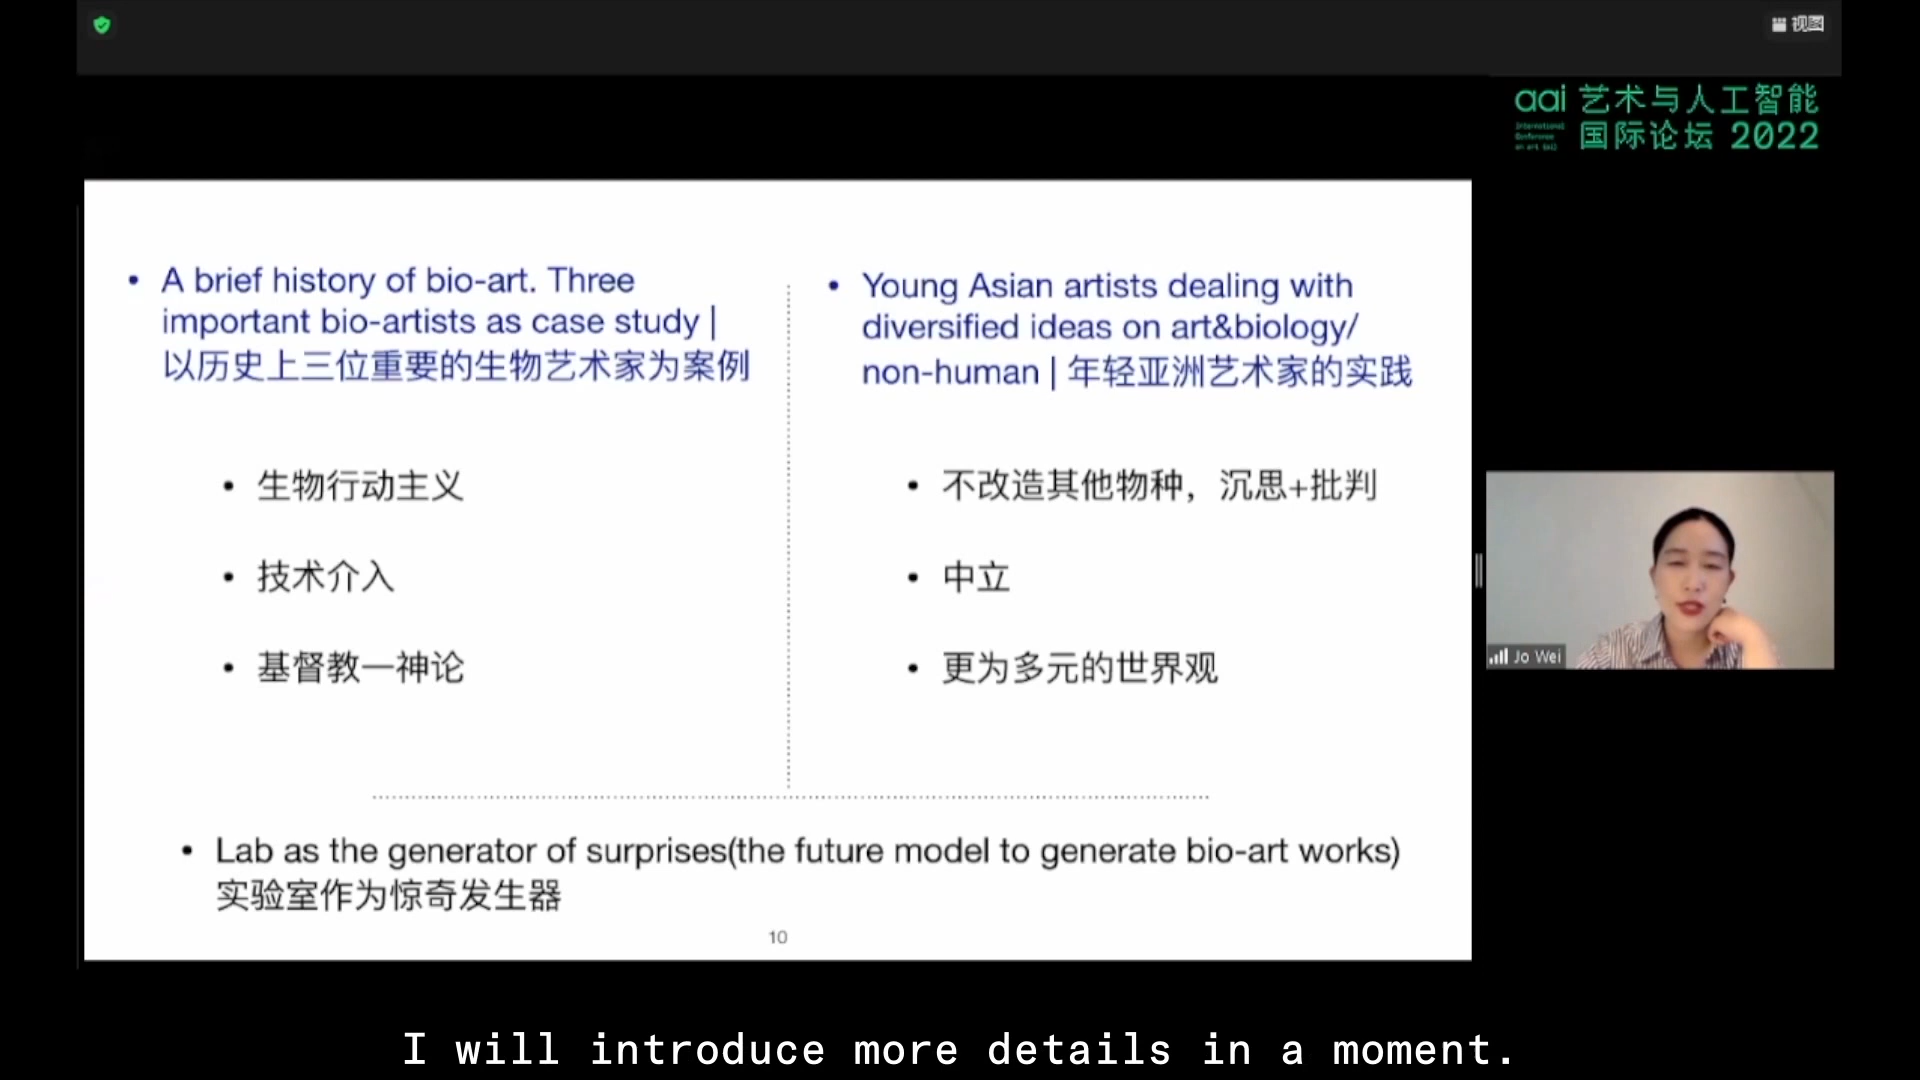 视图
aai 艺术与人工智能
国际论坛 2022
International
Conference
on art &ai
• A brief history of bio-art. Three
important bio-artists as case study |
以历史上三位重要的生物艺术家为案例
• 生物行动主义
• 技术介入
• 基督教一神论
• Young Asian artists dealing with
diversified ideas on art&biology/
non-human | 年轻亚洲艺术家的实践
• 不改造其他物种，沉思+批判
• 中立
• 更为多元的世界观
• Lab as the generator of surprises(the future model to generate bio-art works)
实验室作为惊奇发生器
10
Jo Wei
I will introduce more details in a moment.